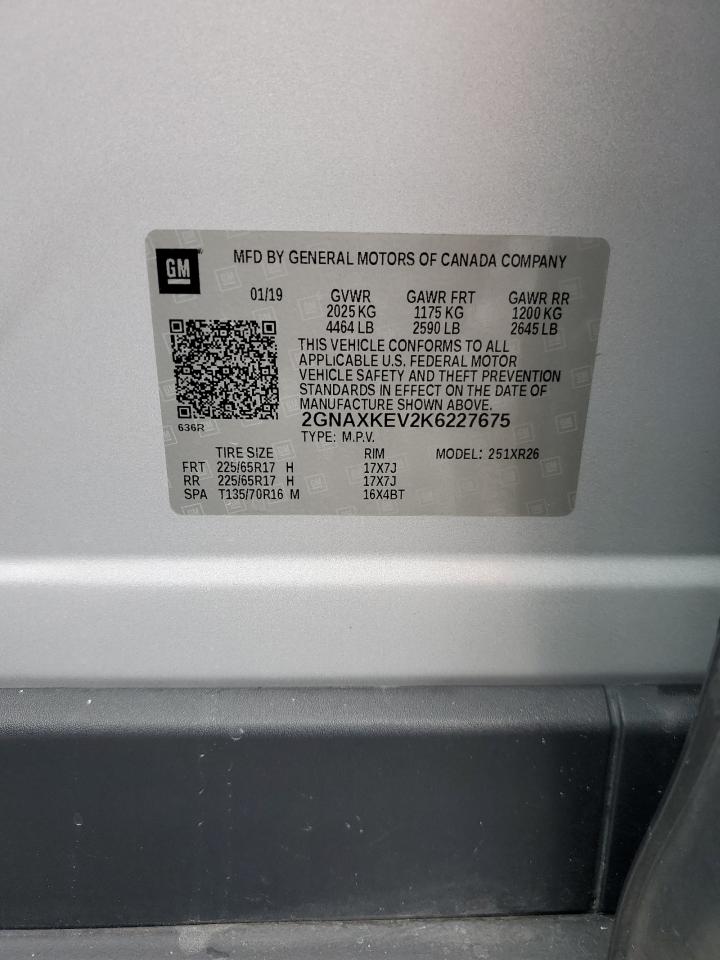 GM
MFD BY GENERAL MOTORS OF CANADA COMPANY
01/19 GVWR GAWR FRT GAWR RR
2025 KG 1175 KG 1200 KG
4464 LB 2590 LB 2645 LB
THIS VEHICLE CONFORMS TO ALL
APPLICABLE U.S. FEDERAL MOTOR
VEHICLE SAFETY AND THEFT PREVENTION
STANDARDS IN EFFECT ON THE DATE OF
MANUFACTURE SHOWN ABOVE.
636R
2GNAXKEV2K6227675
TYPE: M.P.V.
TIRE SIZE RIM MODEL: 251XR26
FRT 225/65R17 H 17X7J
RR 225/65R17 H 17X7J
SPA T135/70R16 M 16X4BT